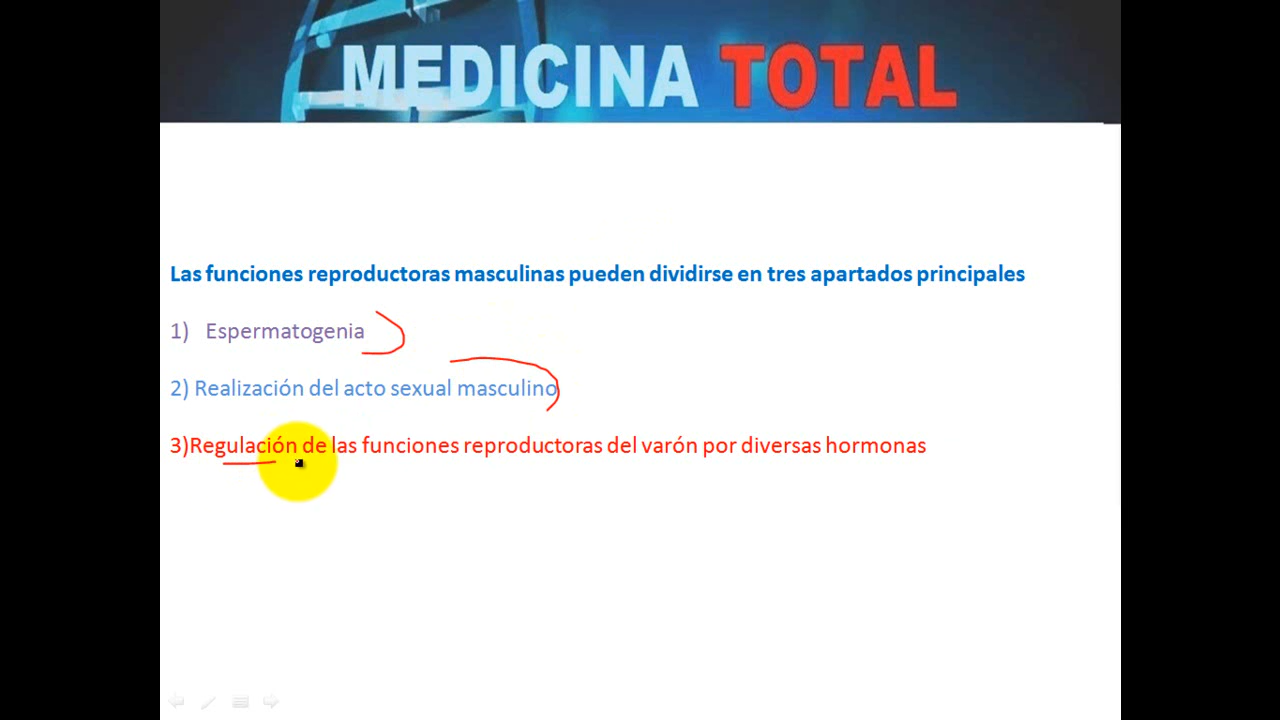 MEDICINA TOTAL
Las funciones reproductoras masculinas pueden dividirse en tres apartados principales
1) Espermatogenia
2) Realización del acto sexual masculino
3)Regulación de las funciones reproductoras del varón por diversas hormonas